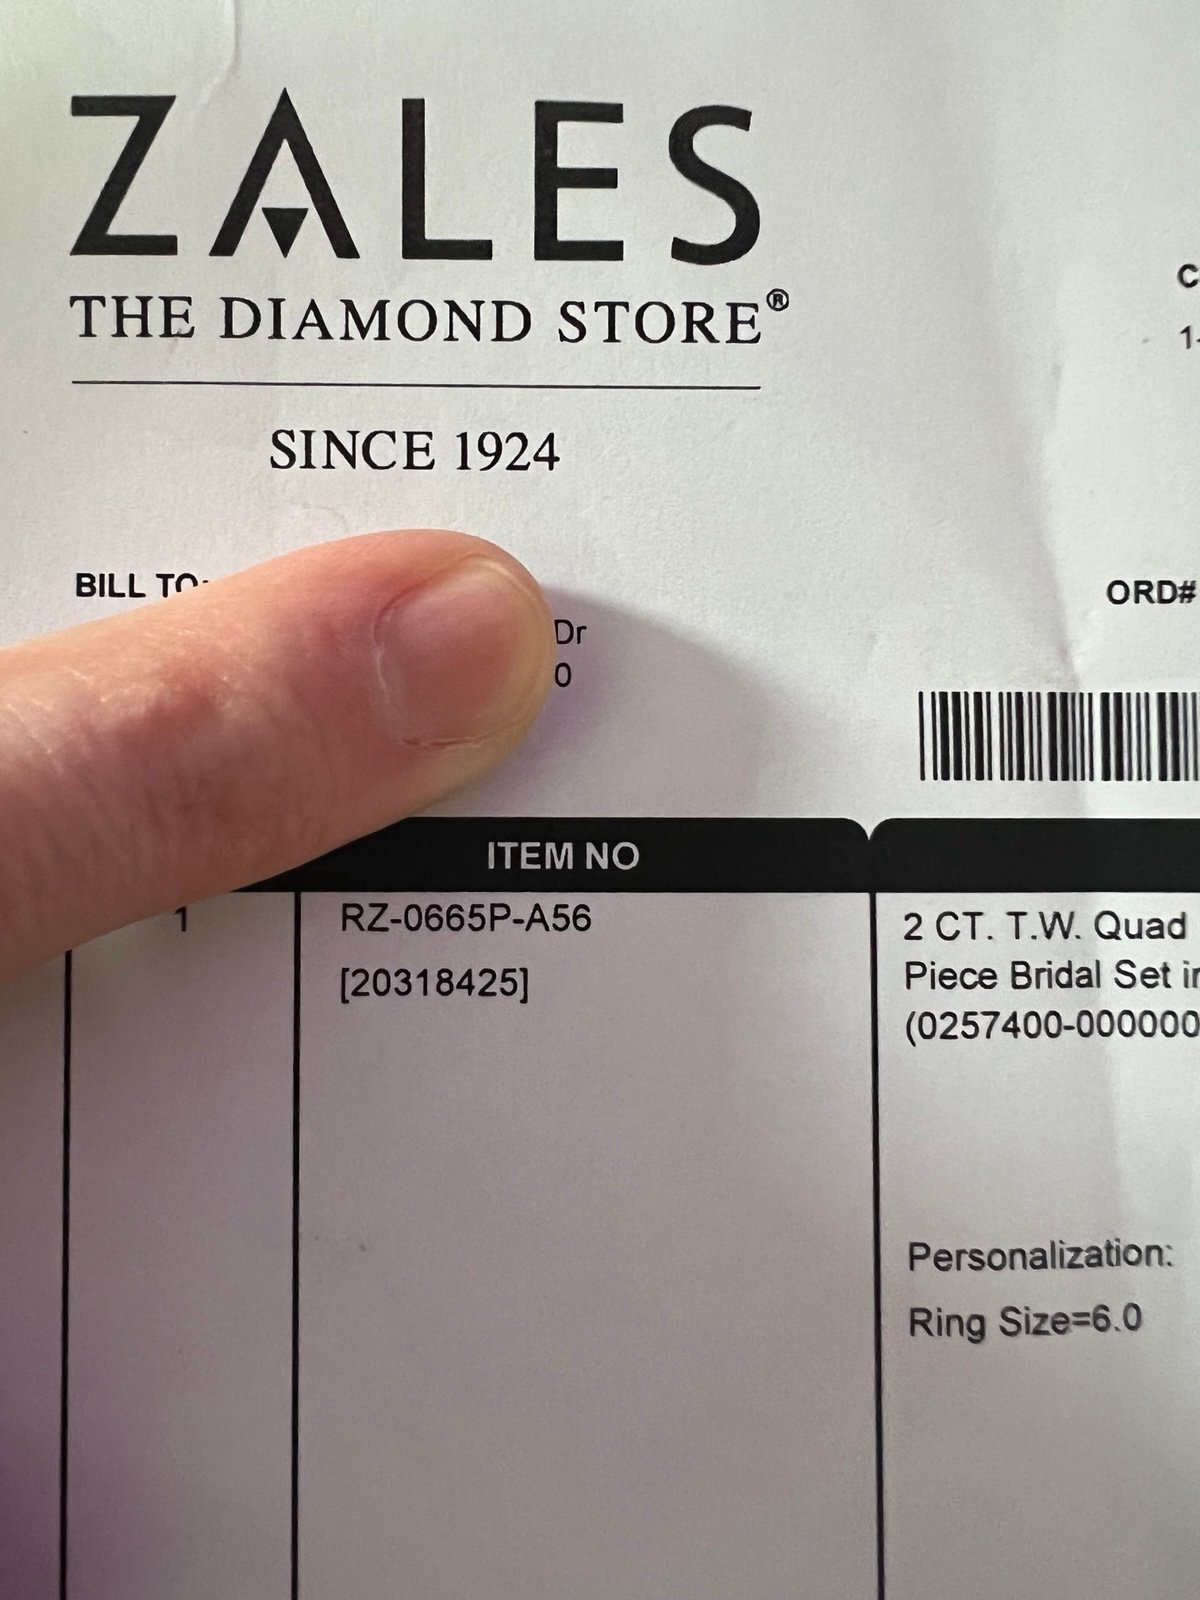 ZALES
THE DIAMOND STORE®
SINCE 1924
BILL TO:
Dr
0
ORD#
ITEM NO
1
RZ-0665P-A56
[20318425]
2 CT. T.W. Quad
Piece Bridal Set in
(0257400-000000
Personalization:
Ring Size=6.0